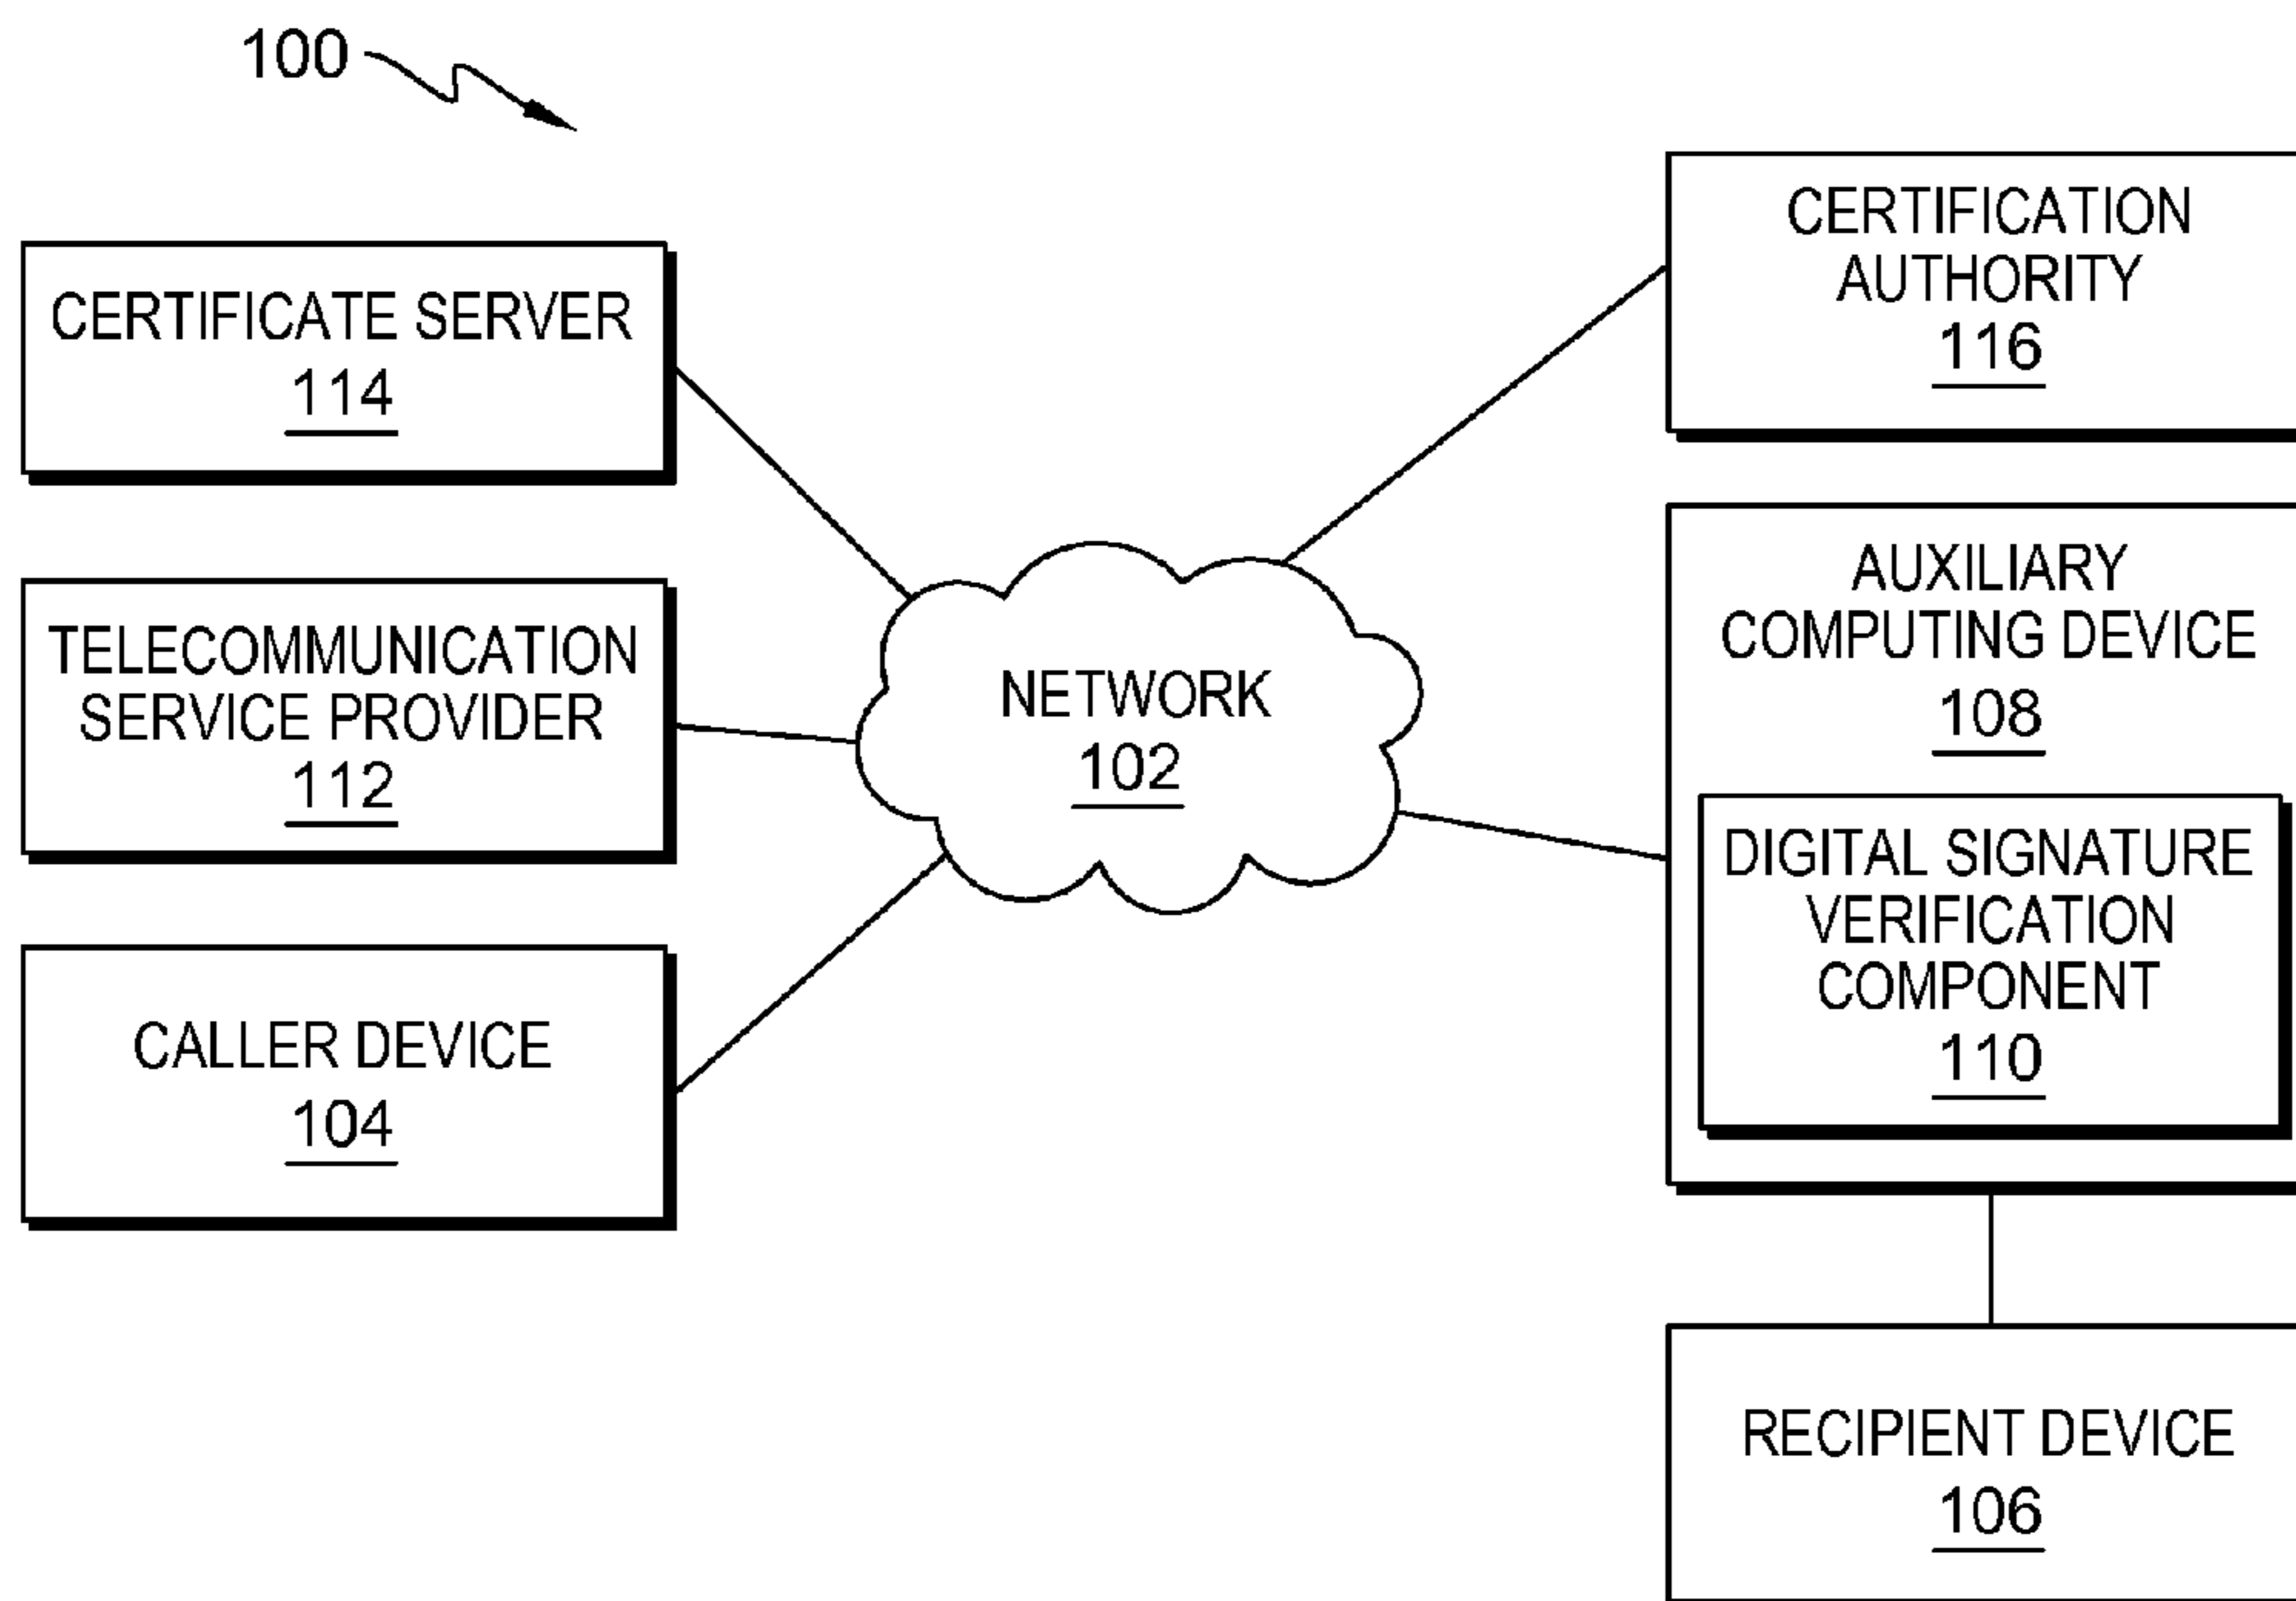 100
CERTIFICATE SERVER
114
TELECOMMUNICATION
SERVICE PROVIDER
112
CALLER DEVICE
104
NETWORK
102
CERTIFICATION
AUTHORITY
116
AUXILIARY
COMPUTING DEVICE
108
DIGITAL SIGNATURE
VERIFICATION
COMPONENT
110
RECIPIENT DEVICE
106